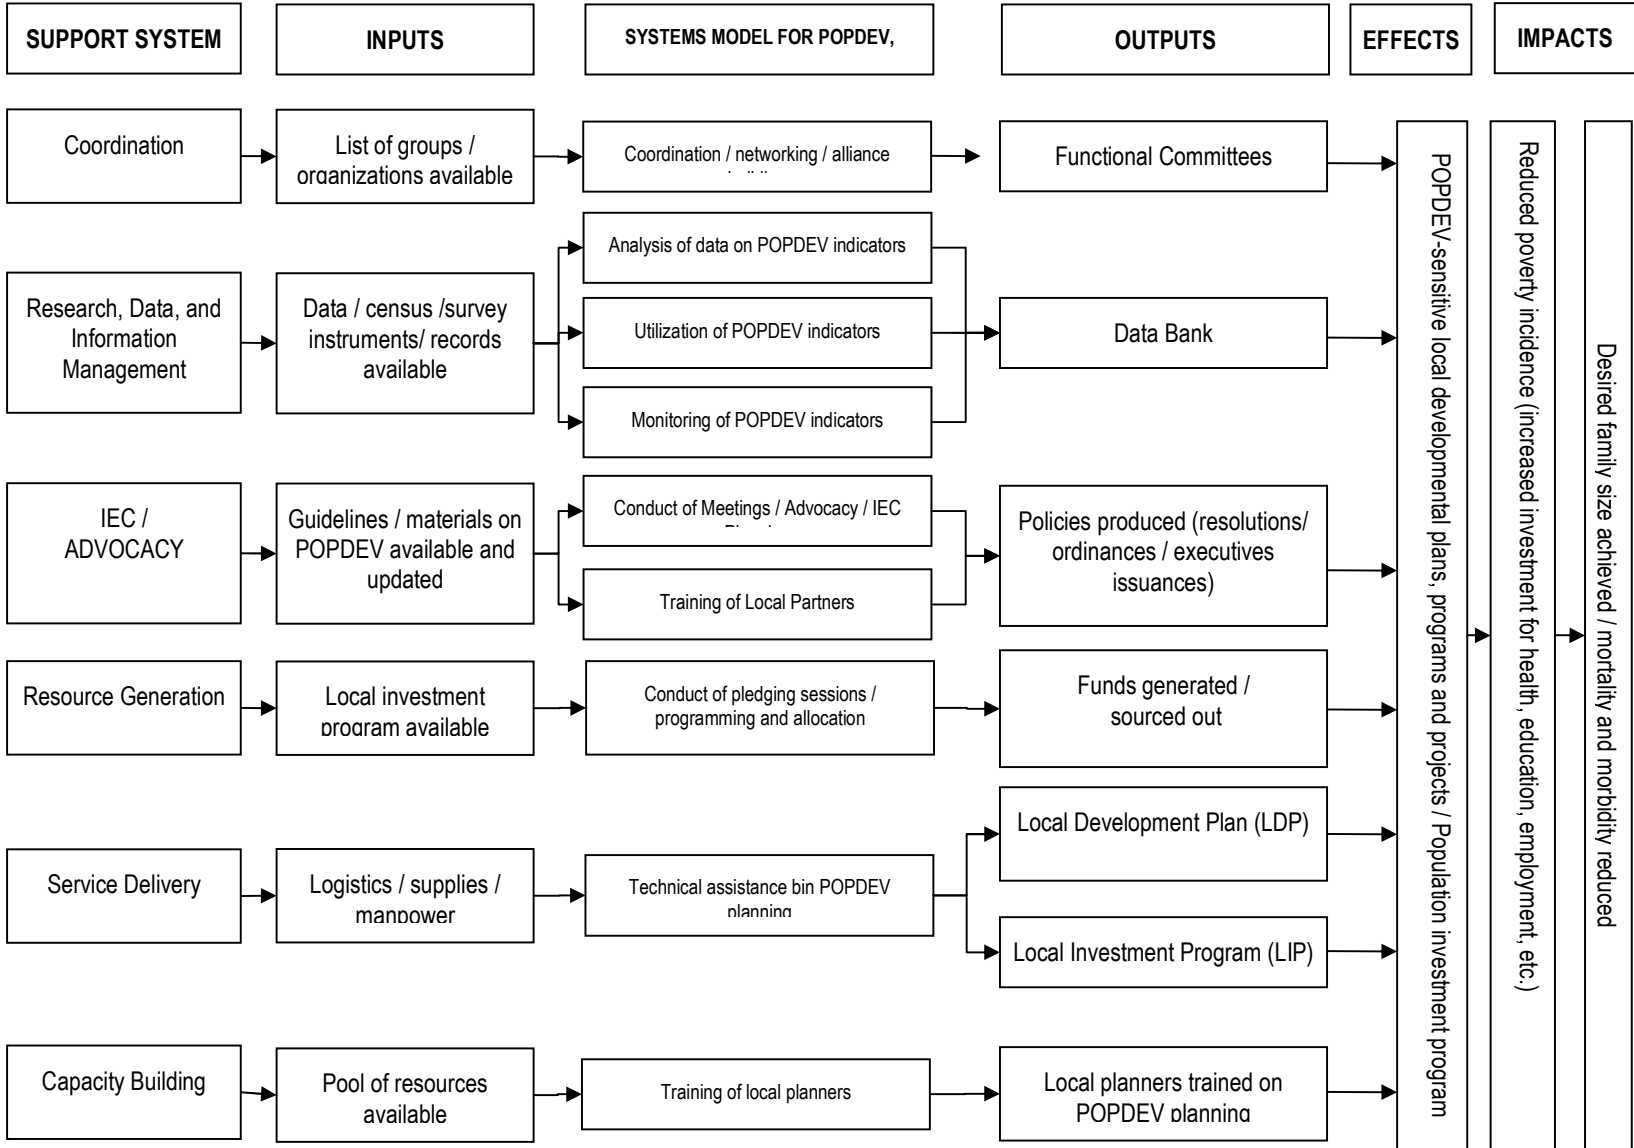 SUPPORT SYSTEM
INPUTS
SYSTEMS MODEL FOR POPDEV,
OUTPUTS
EFFECTS
IMPACTS
Coordination
List of groups /
organizations available
Coordination / networking / alliance
Functional Committees
Research, Data, and
Information
Management
Data / census /survey
instruments/ records
available
Analysis of data on POPDEV indicators
Utilization of POPDEV indicators
Monitoring of POPDEV indicators
Data Bank
IEC /
ADVOCACY
Guidelines / materials on
POPDEV available and
updated
Conduct of Meetings / Advocacy / IEC
Training of Local Partners
Policies produced (resolutions/
ordinances / executives
issuances)
Resource Generation
Local investment
program available
Conduct of pledging sessions /
programming and allocation
Funds generated /
sourced out
Service Delivery
Logistics / supplies /
manpower
Technical assistance bin POPDEV
planning
Local Development Plan (LDP)
Local Investment Program (LIP)
Capacity Building
Pool of resources
available
Training of local planners
Local planners trained on
POPDEV planning
POPDEV-sensitive local developmental plans, programs and projects / Population investment program
Reduced poverty incidence (increased investment for health, education, employment, etc.)
Desired family size achieved / mortality and morbidity reduced